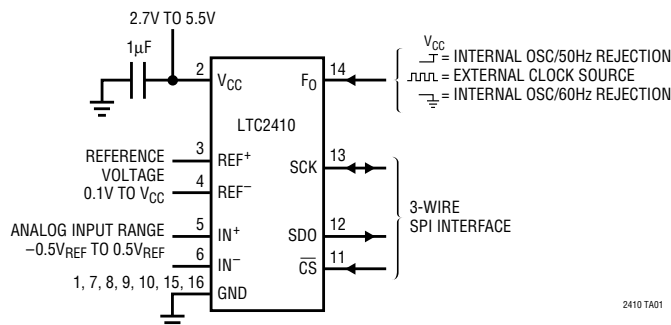 2.7V TO 5.5V
1µF
2
VCC
LTC2410
FO
14
VCC
= INTERNAL OSC/50Hz REJECTION
= EXTERNAL CLOCK SOURCE
= INTERNAL OSC/60Hz REJECTION
REFERENCE
VOLTAGE
0.1V TO VCC
3
REF+
4
REF−
SCK
13
ANALOG INPUT RANGE
−0.5VREF TO 0.5VREF
5
IN+
6
IN−
SDO
12
CS
11
3-WIRE
SPI INTERFACE
1, 7, 8, 9, 10, 15, 16
GND
2410 TA01